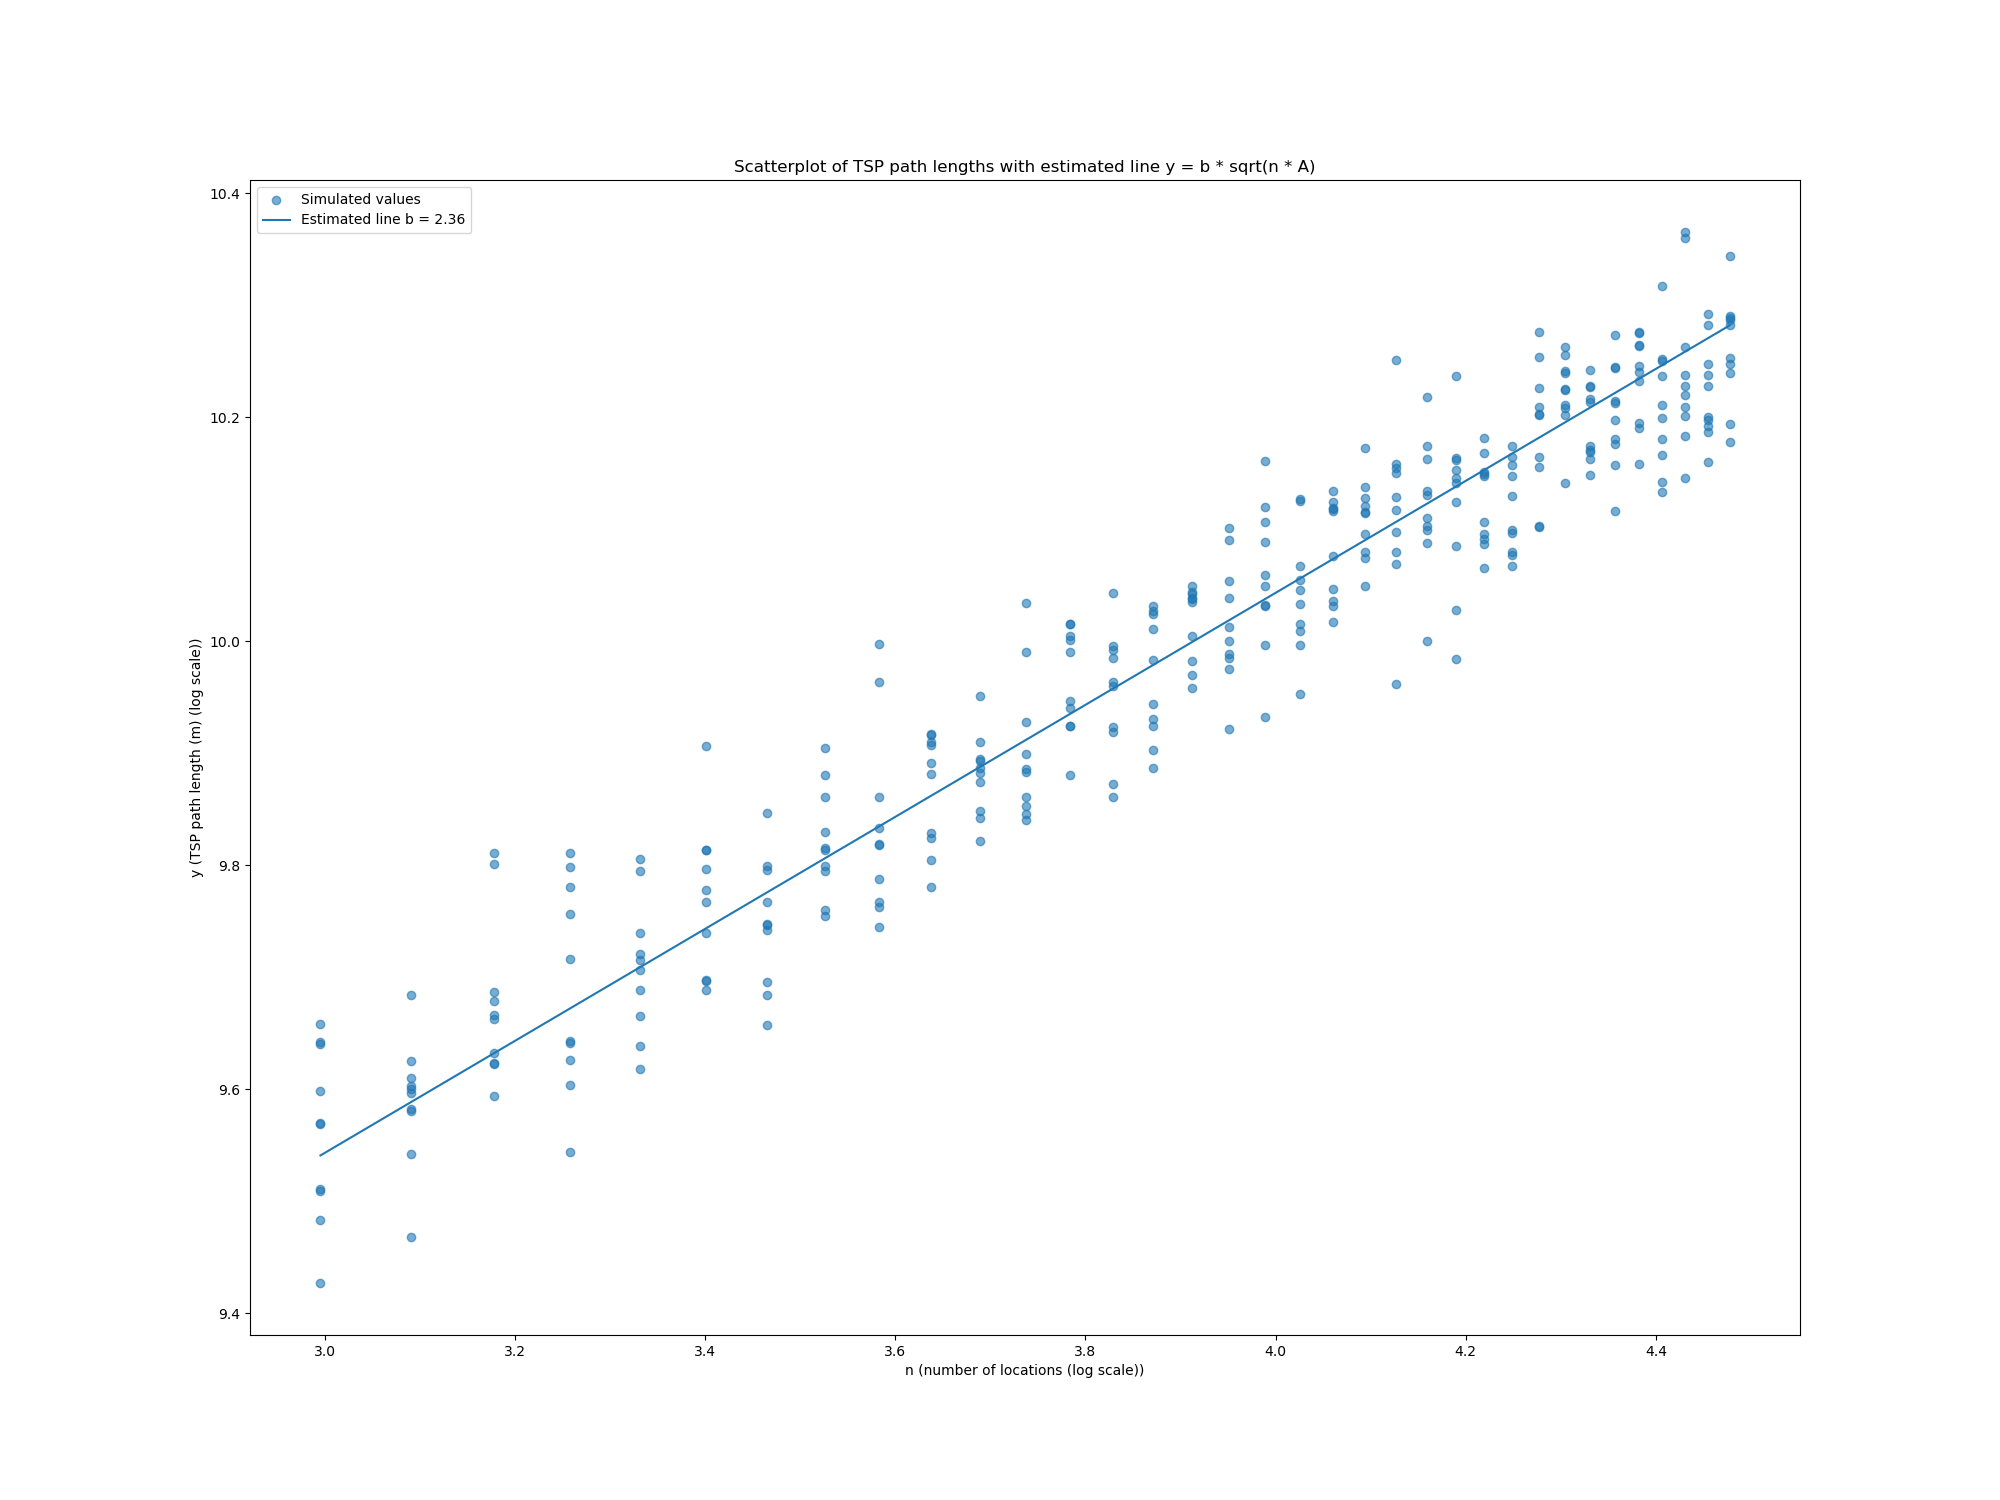 Scatterplot of TSP path lengths with estimated line y = b * sqrt(n * A)
Simulated values
Estimated line b = 2.36
10.4
10.2
10.0
9.8
9.6
9.4
y (TSP path length (m) (log scale))
3.0 3.2 3.4 3.6 3.8 4.0 4.2 4.4
n (number of locations (log scale))